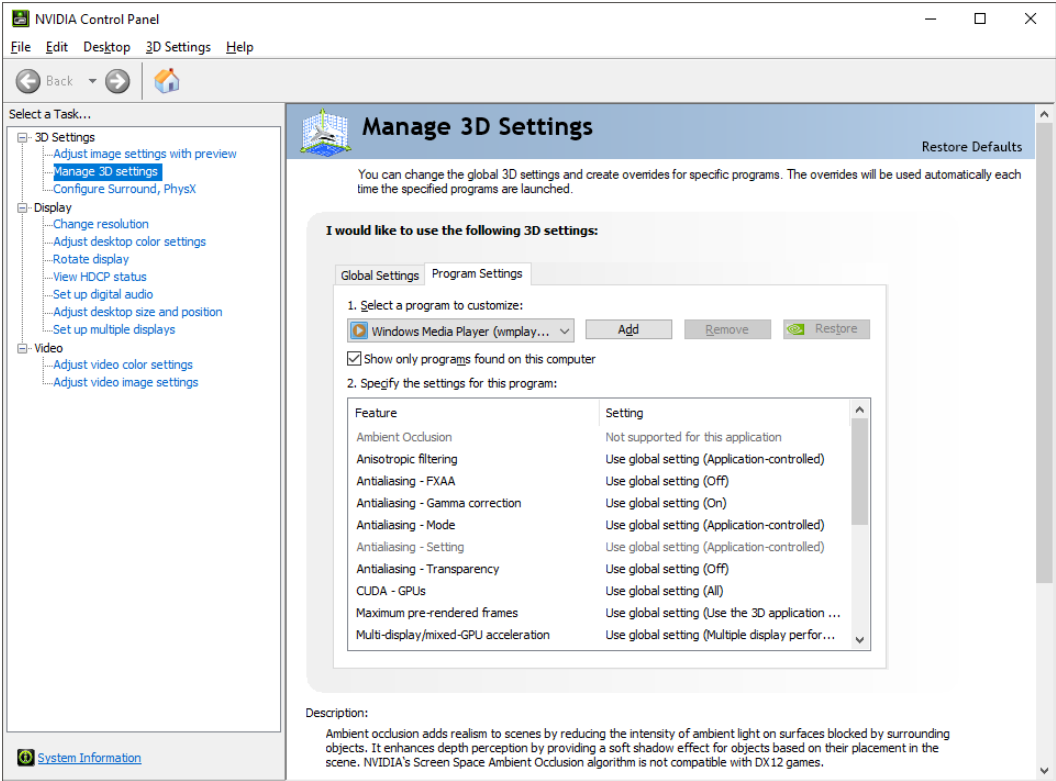 NVIDIA Control Panel
File Edit Desktop 3D Settings Help
Back
Select a Task...
3D Settings
Adjust image settings with preview
Manage 3D settings
Configure Surround, PhysX
Display
Change resolution
Adjust desktop color settings
Rotate display
View HDCP status
Set up digital audio
Adjust desktop size and position
Set up multiple displays
Video
Adjust video color settings
Adjust video image settings
System Information
Manage 3D Settings
Restore Defaults
You can change the global 3D settings and create overrides for specific programs. The overrides will be used automatically each
time the specified programs are launched.
I would like to use the following 3D settings:
Global Settings Program Settings
1. Select a program to customize:
Windows Media Player (wmplay... Add Remove Restore
Show only programs found on this computer
2. Specify the settings for this program:
Feature Setting
Ambient Occlusion Not supported for this application
Anisotropic filtering Use global setting (Application-controlled)
Antialiasing - FXAA Use global setting (Off)
Antialiasing - Gamma correction Use global setting (On)
Antialiasing - Mode Use global setting (Application-controlled)
Antialiasing - Setting Use global setting (Application-controlled)
Antialiasing - Transparency Use global setting (Off)
CUDA - GPUs Use global setting (All)
Maximum pre-rendered frames Use global setting (Use the 3D application ...
Multi-display/mixed-GPU acceleration Use global setting (Multiple display perfor...
Description:
Ambient occlusion adds realism to scenes by reducing the intensity of ambient light on surfaces blocked by surrounding
objects. It enhances depth perception by providing a soft shadow effect for objects based on their placement in the
scene. NVIDIA's Screen Space Ambient Occlusion algorithm is not compatible with DX12 games.